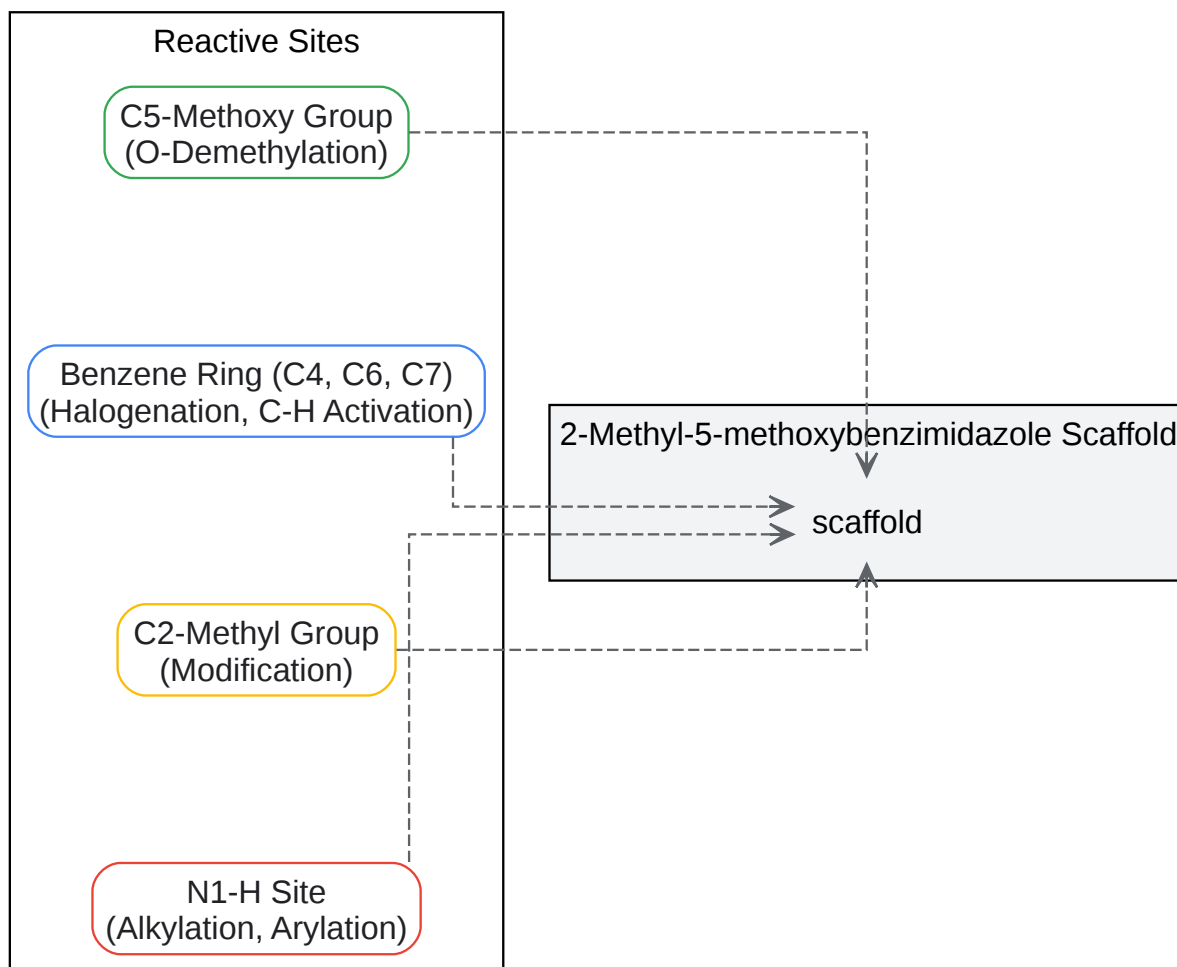 Reactive Sites
C5-Methoxy Group
(O-Demethylation)
Benzene Ring (C4, C6, C7)
(Halogenation, C-H Activation)
2-Methyl-5-methoxybenzimidazole Scaffold
scaffold
C2-Methyl Group
(Modification)
N1-H Site
(Alkylation, Arylation)